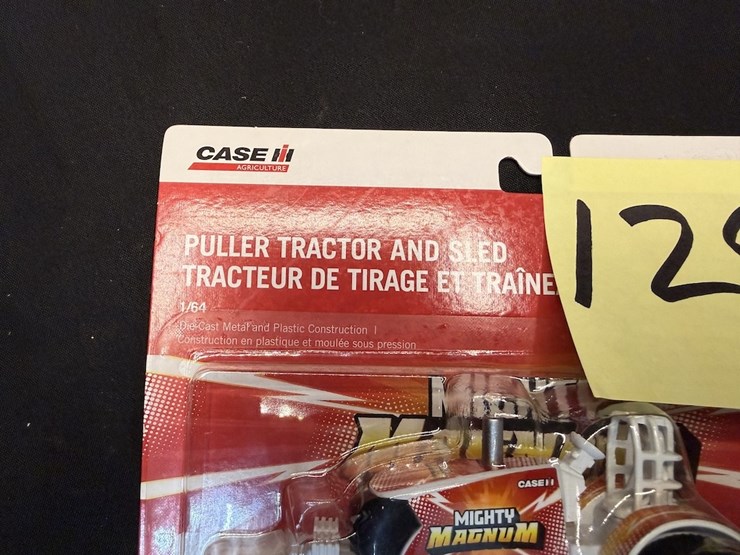 CASE IH
AGRICULTURE
PULLER TRACTOR AND SLED
TRACTEUR DE TIRAGE ET TRAÎNE
1/64
Die-Cast Metal and Plastic Construction |
Construction en plastique et moulée sous pression
12
CASE IH
MIGHTY
MAGNUM